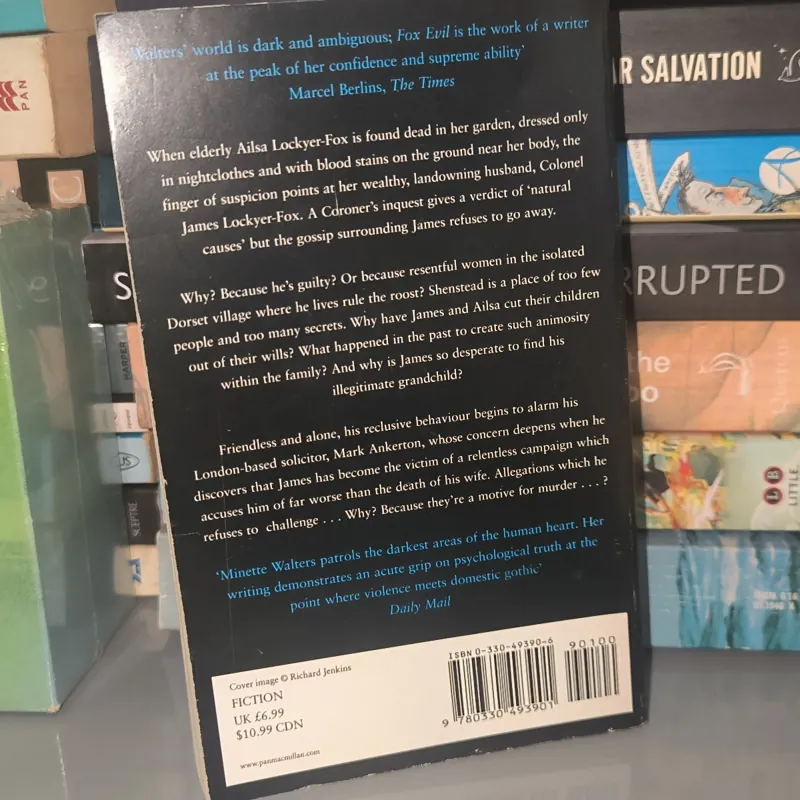 Walters' world is dark and ambiguous; Fox Evil is the work of a writer
at the peak of her confidence and supreme ability'
Marcel Berlins, The Times
When elderly Ailsa Lockyer-Fox is found dead in her garden, dressed only
in nightclothes and with blood stains on the ground near her body, the
finger of suspicion points at her wealthy, landowning husband, Colonel
James Lockyer-Fox. A Coroner's inquest gives a verdict of 'natural
causes' but the gossip surrounding James refuses to go away.
Why? Because he's guilty? Or because resentful women in the isolated
Dorset village where he lives rule the roost? Shenstead is a place of too few
people and too many secrets. Why have James and Ailsa cut their children
out of their wills? What happened in the past to create such animosity
within the family? And why is James so desperate to find his
illegitimate grandchild?
Friendless and alone, his reclusive behaviour begins to alarm his
London-based solicitor, Mark Ankerton, whose concern deepens when he
discovers that James has become the victim of a relentless campaign which
accuses him of far worse than the death of his wife. Allegations which he
refuses to challenge . . . Why? Because they're a motive for murder . . . ?
'Minette Walters patrols the darkest areas of the human heart. Her
writing demonstrates an acute grip on psychological truth at the
point where violence meets domestic gothic'
Daily Mail
Cover image © Richard Jenkins
FICTION
UK £6.99
$10.99 CDN
www.panmacmillan.com
ISBN 0-330-49390-6
90100
9 780330 493901
PAN
C
S
HARPER
SCEPTRE
R SALVATION
RRUPTED
the
oo
LB
LITTLE